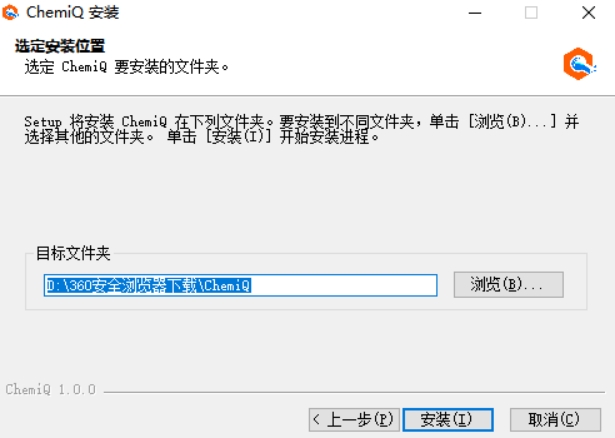 ChemiQ 安装
选定安装位置
选定 ChemiQ 要安装的文件夹。
Setup 将安装 ChemiQ 在下列文件夹。要安装到不同文件夹，单击 [浏览(B)...] 并
选择其他的文件夹。 单击 [安装(I)] 开始安装进程。
目标文件夹
D:\360安全浏览器下载\ChemiQ
浏览(B)...
ChemiQ 1.0.0
< 上一步(P)
安装(I)
取消(C)